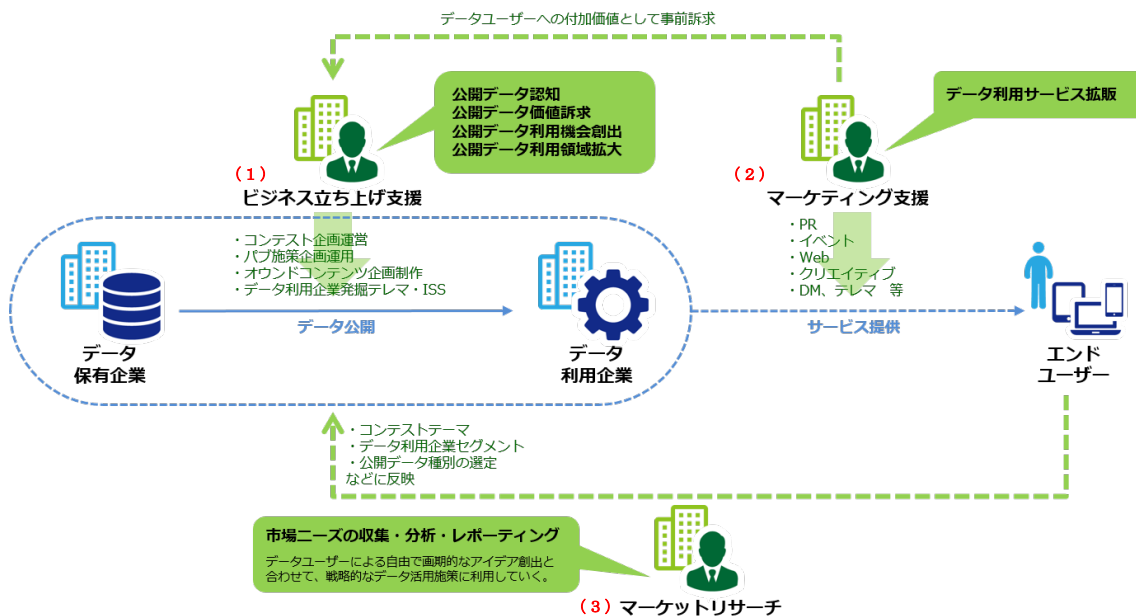 データユーザーへの付加価値として事前訴求
公開データ認知
公開データ価値訴求
公開データ利用機会創出
公開データ利用領域拡大
データ利用サービス拡販
（１）
ビジネス立ち上げ支援
（２）
マーケティング支援
・コンテスト企画運営
・パブ施策企画運用
・オウンドコンテンツ企画制作
・データ利用企業発掘テレマ・ISS
・PR
・イベント
・Web
・クリエイティブ
・DM、テレマ　等
データ公開
サービス提供
データ
保有企業
データ
利用企業
エンド
ユーザー
・コンテストテーマ
・データ利用企業セグメント
・公開データ種別の選定
などに反映
市場ニーズの収集・分析・レポーティング
データユーザーによる自由で画期的なアイデア創出と
合わせて、戦略的なデータ活用施策に利用していく。
（３）マーケットリサーチ